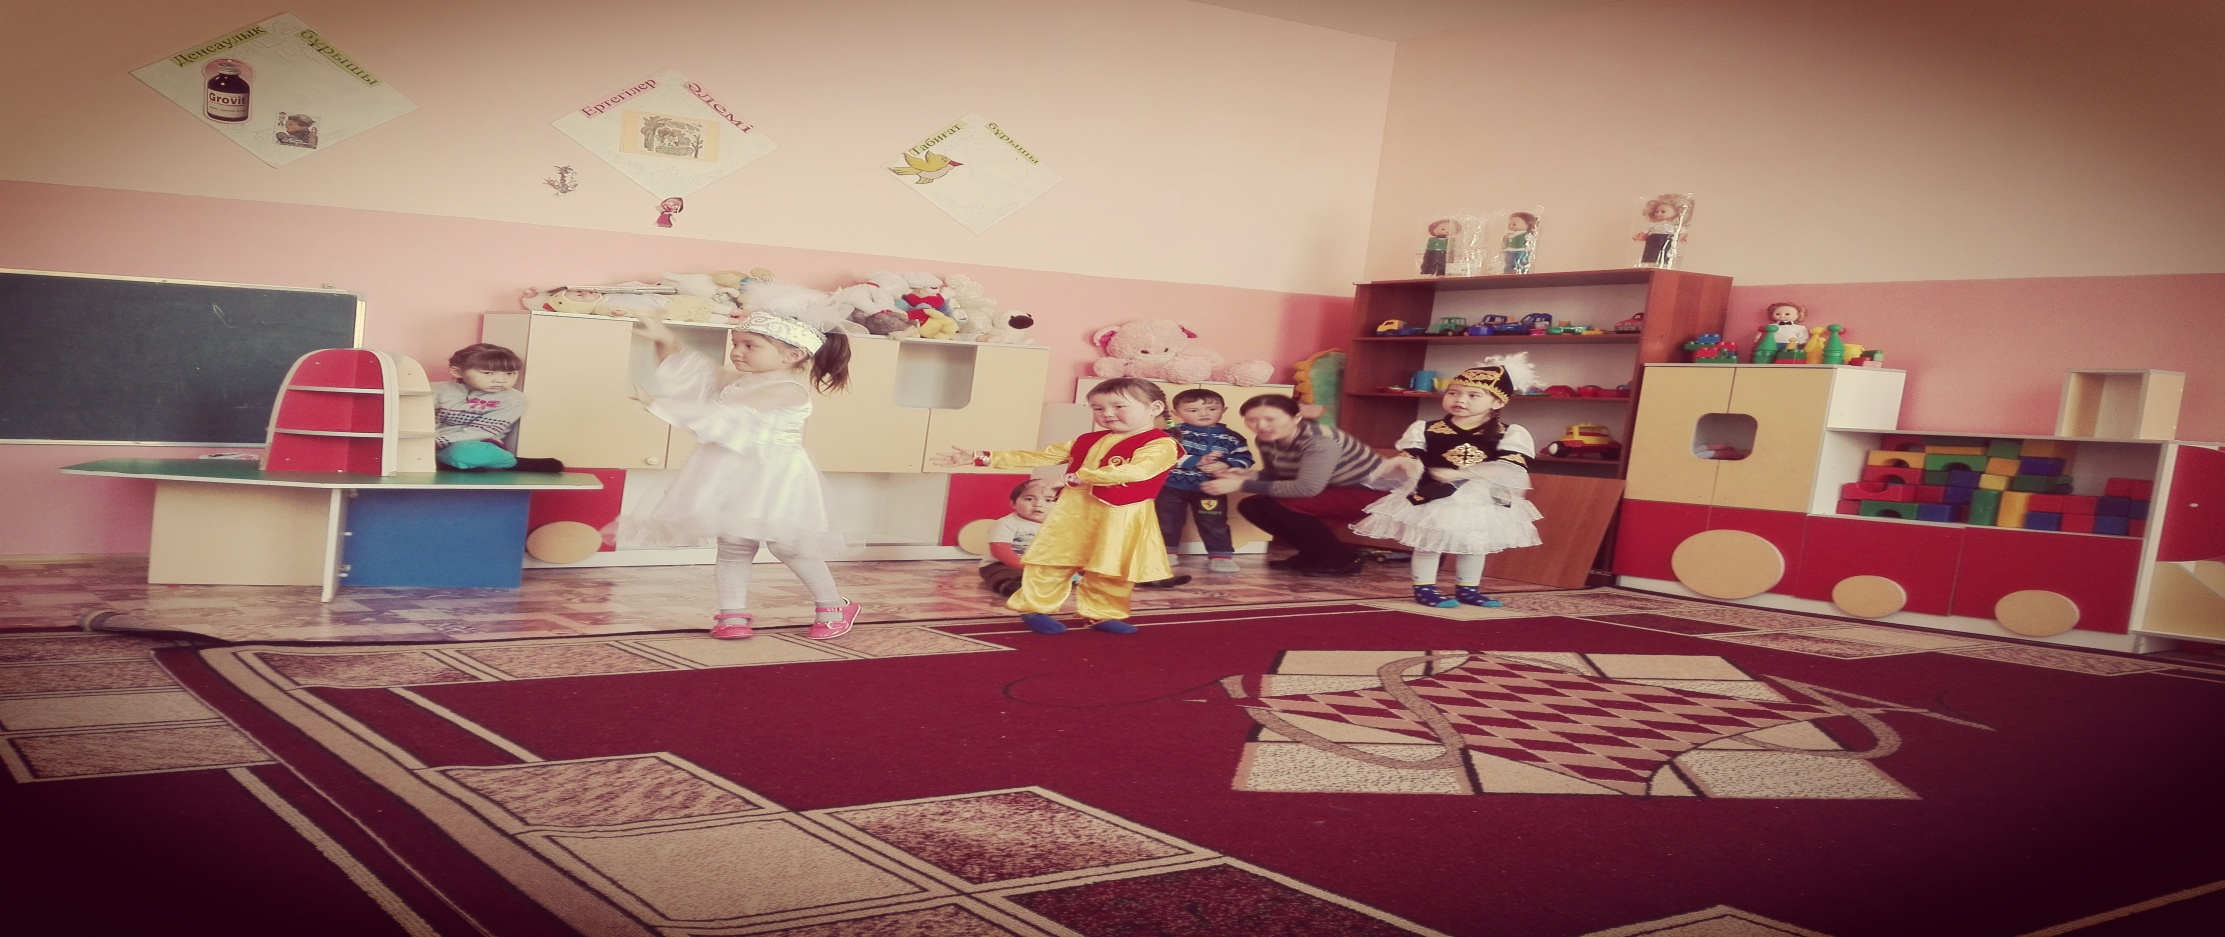 Денсаулық бұрышы
Grovit
Ертегілер әлемі
Табиғат бұрышы